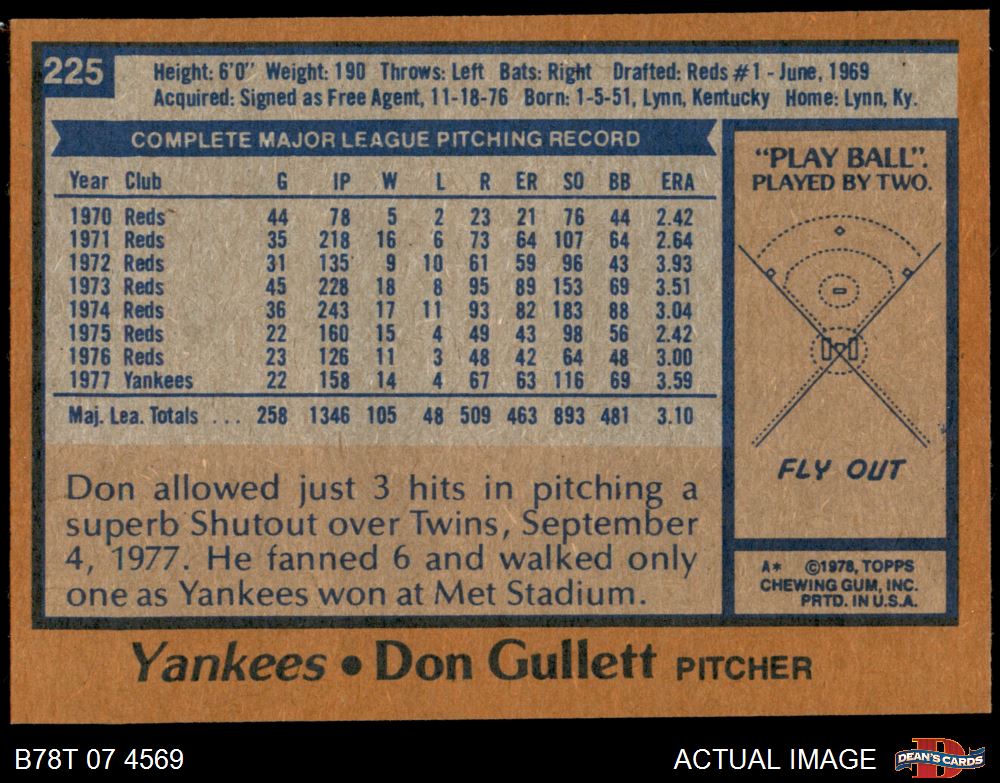 225
Height: 6'0" Weight: 190 Throws: Left Bats: Right Drafted: Reds #1 - June, 1969
Acquired: Signed as Free Agent, 11-18-76 Born: 1-5-51, Lynn, Kentucky Home: Lynn, Ky.
COMPLETE MAJOR LEAGUE PITCHING RECORD
Year Club G IP W L R ER SO BB ERA
1970 Reds 44 78 5 2 23 21 76 44 2.42
1971 Reds 35 218 16 6 73 64 107 64 2.64
1972 Reds 31 135 9 10 61 59 96 43 3.93
1973 Reds 45 228 18 8 95 89 153 69 3.51
1974 Reds 36 243 17 11 93 82 183 88 3.04
1975 Reds 22 160 15 4 49 43 98 56 2.42
1976 Reds 23 126 11 3 48 42 64 48 3.00
1977 Yankees 22 158 14 4 67 63 116 69 3.59
Maj. Lea. Totals ... 258 1346 105 48 509 463 893 481 3.10
Don allowed just 3 hits in pitching a
superb Shutout over Twins, September
4, 1977. He fanned 6 and walked only
one as Yankees won at Met Stadium.
"PLAY BALL".
PLAYED BY TWO.
FLY OUT
A* ©1978, TOPPS
CHEWING GUM, INC.
PRTD. IN U.S.A.
Yankees • Don Gullett PITCHER
B78T 07 4569
ACTUAL IMAGE
DEAN'S CARDS